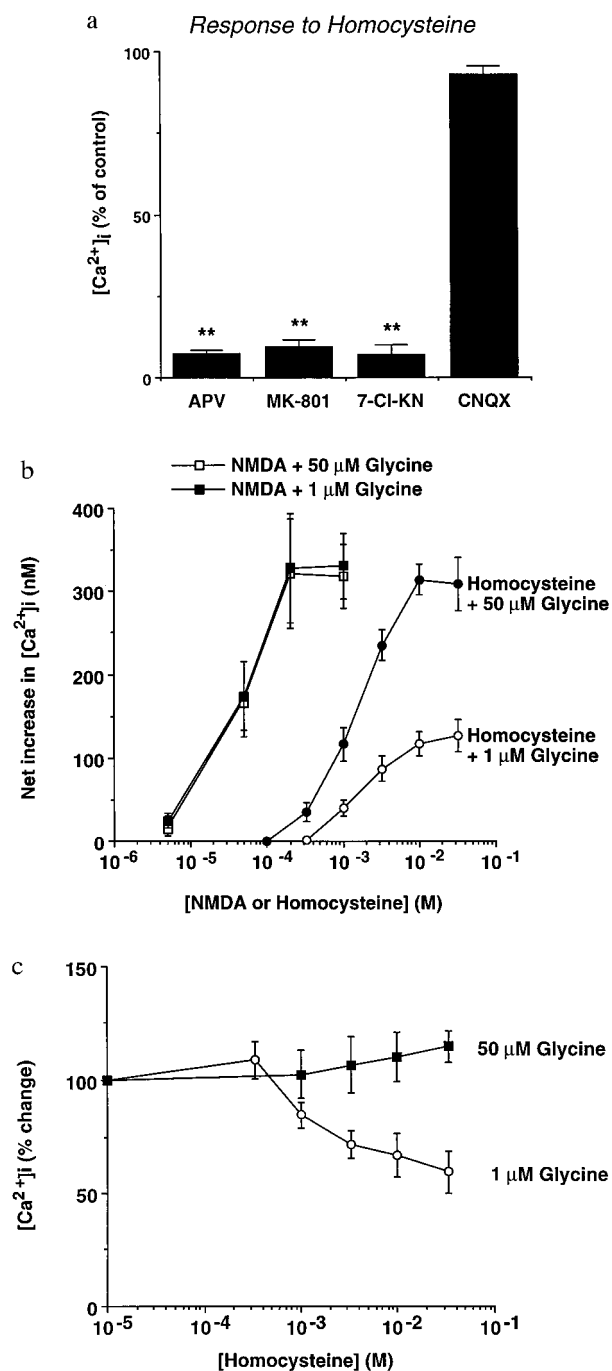 a
Response to Homocysteine
[Ca²⁺]i (% of control)
100
50
0
**
**
**
APV MK-801 7-Cl-KN CNQX
b
NMDA + 50 µM Glycine
NMDA + 1 µM Glycine
Net increase in [Ca²⁺]i (nM)
400
300
200
100
0
Homocysteine
+ 50 µM Glycine
Homocysteine
+ 1 µM Glycine
10⁻⁶ 10⁻⁵ 10⁻⁴ 10⁻³ 10⁻² 10⁻¹
[NMDA or Homocysteine] (M)
c
[Ca²⁺]i (% change)
150
100
50
0
50 µM Glycine
1 µM Glycine
10⁻⁵ 10⁻⁴ 10⁻³ 10⁻² 10⁻¹
[Homocysteine] (M)